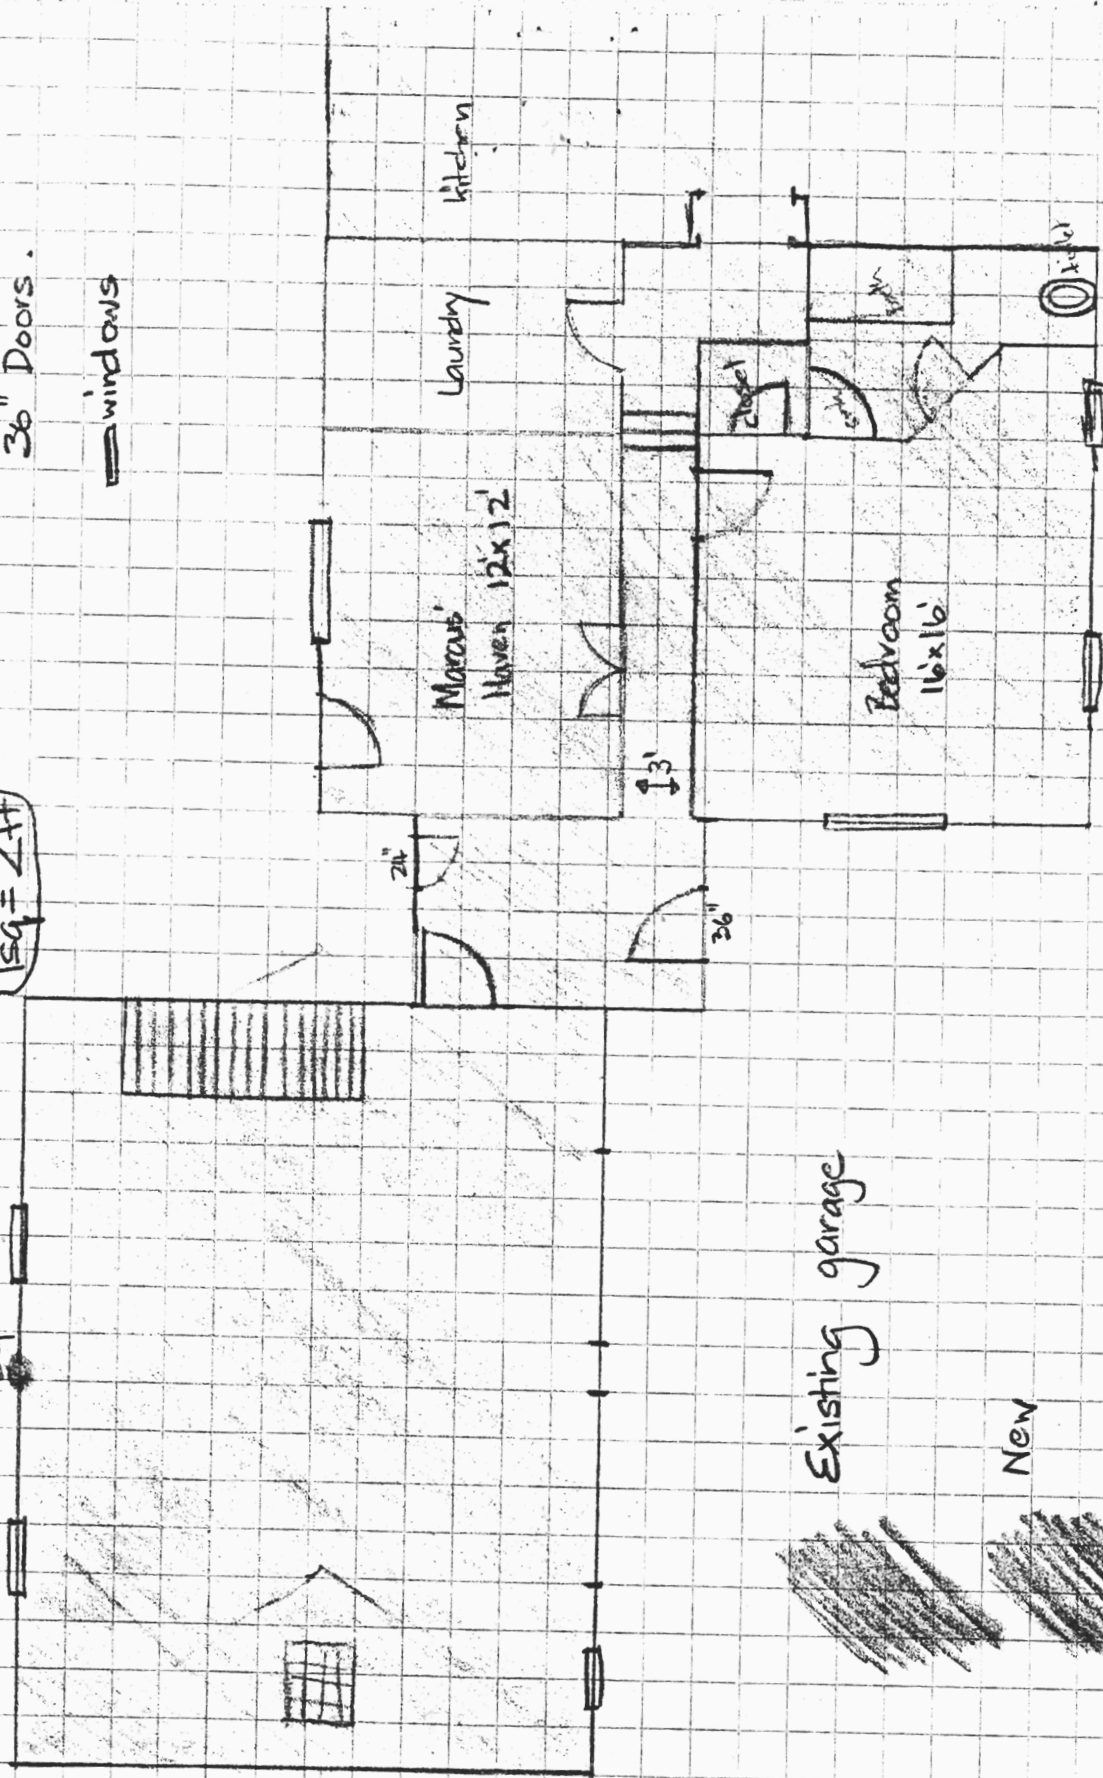 36" Doors.
windows
1sq = 2ft
Kitchen
Laundry
Marcus'
Haven 12'x12'
closet
toilet
Bedroom
16'x16'
3'
24"
36"
Existing garage
New